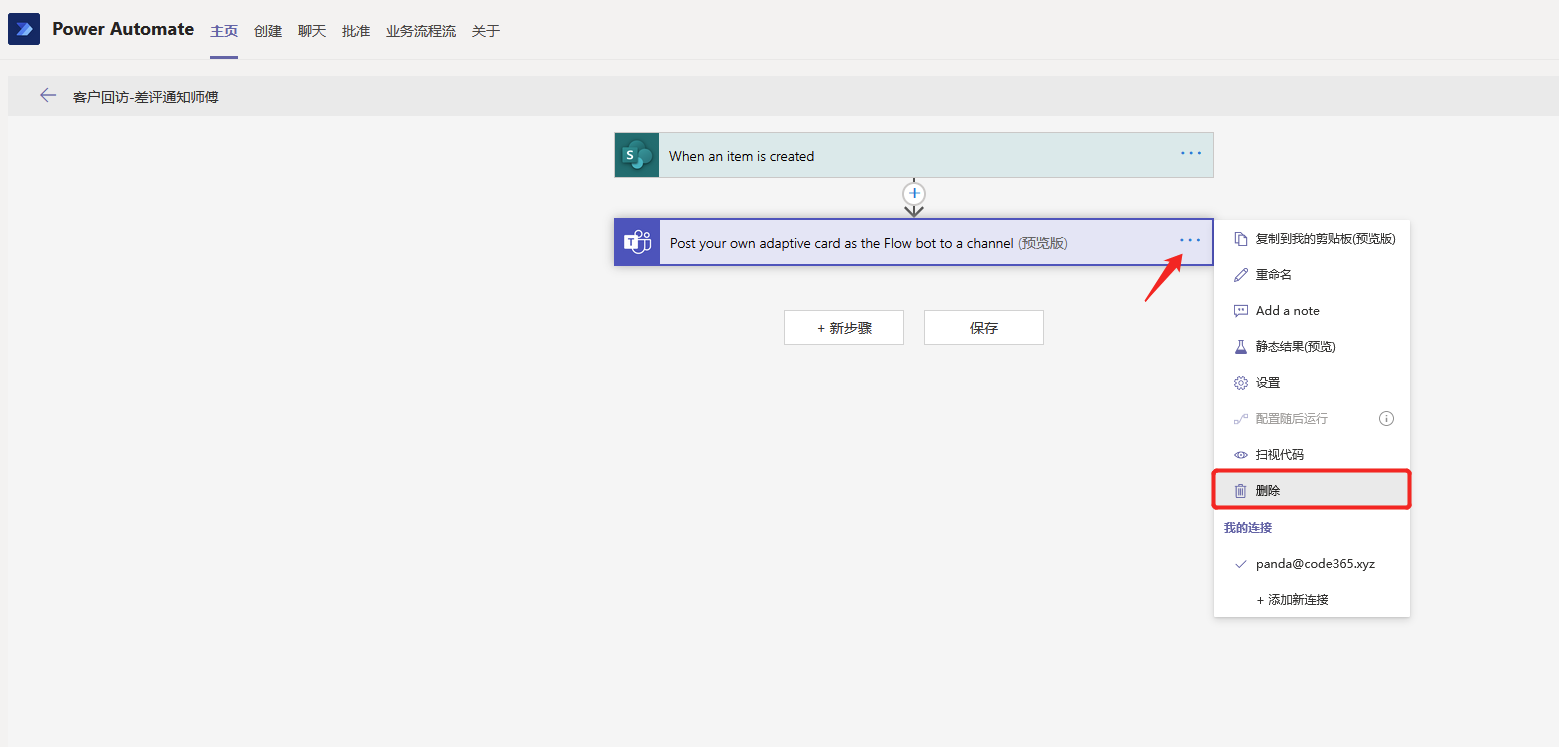 Power Automate 主页 创建 聊天 批准 业务流程流 关于
客户回访-差评通知师傅
S When an item is created
T Post your own adaptive card as the Flow bot to a channel (预览版)
+ 新步骤 保存
复制到我的剪贴板(预览版)
重命名
Add a note
静态结果(预览)
设置
配置随后运行
扫视代码
删除
我的连接
panda@code365.xyz
+ 添加新连接